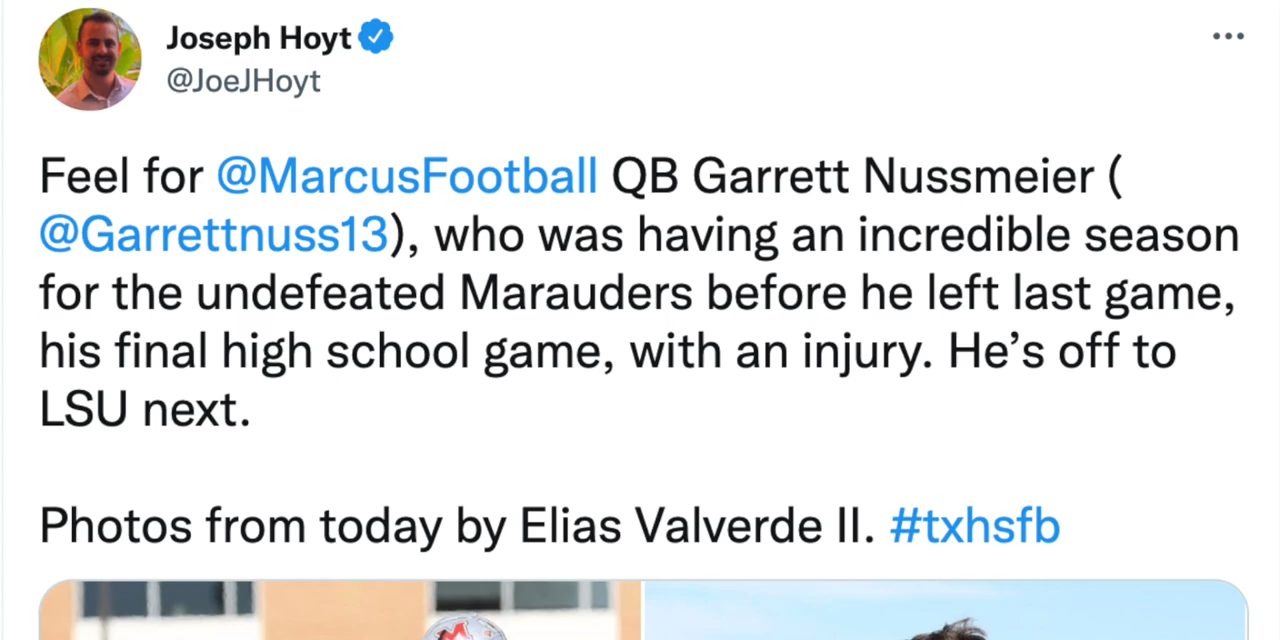 Joseph Hoyt
@JoeJHoyt
Feel for @MarcusFootball QB Garrett Nussmeier (
@Garrettnuss13), who was having an incredible season
for the undefeated Marauders before he left last game,
his final high school game, with an injury. He’s off to
LSU next.
Photos from today by Elias Valverde II. #txhsfb
M